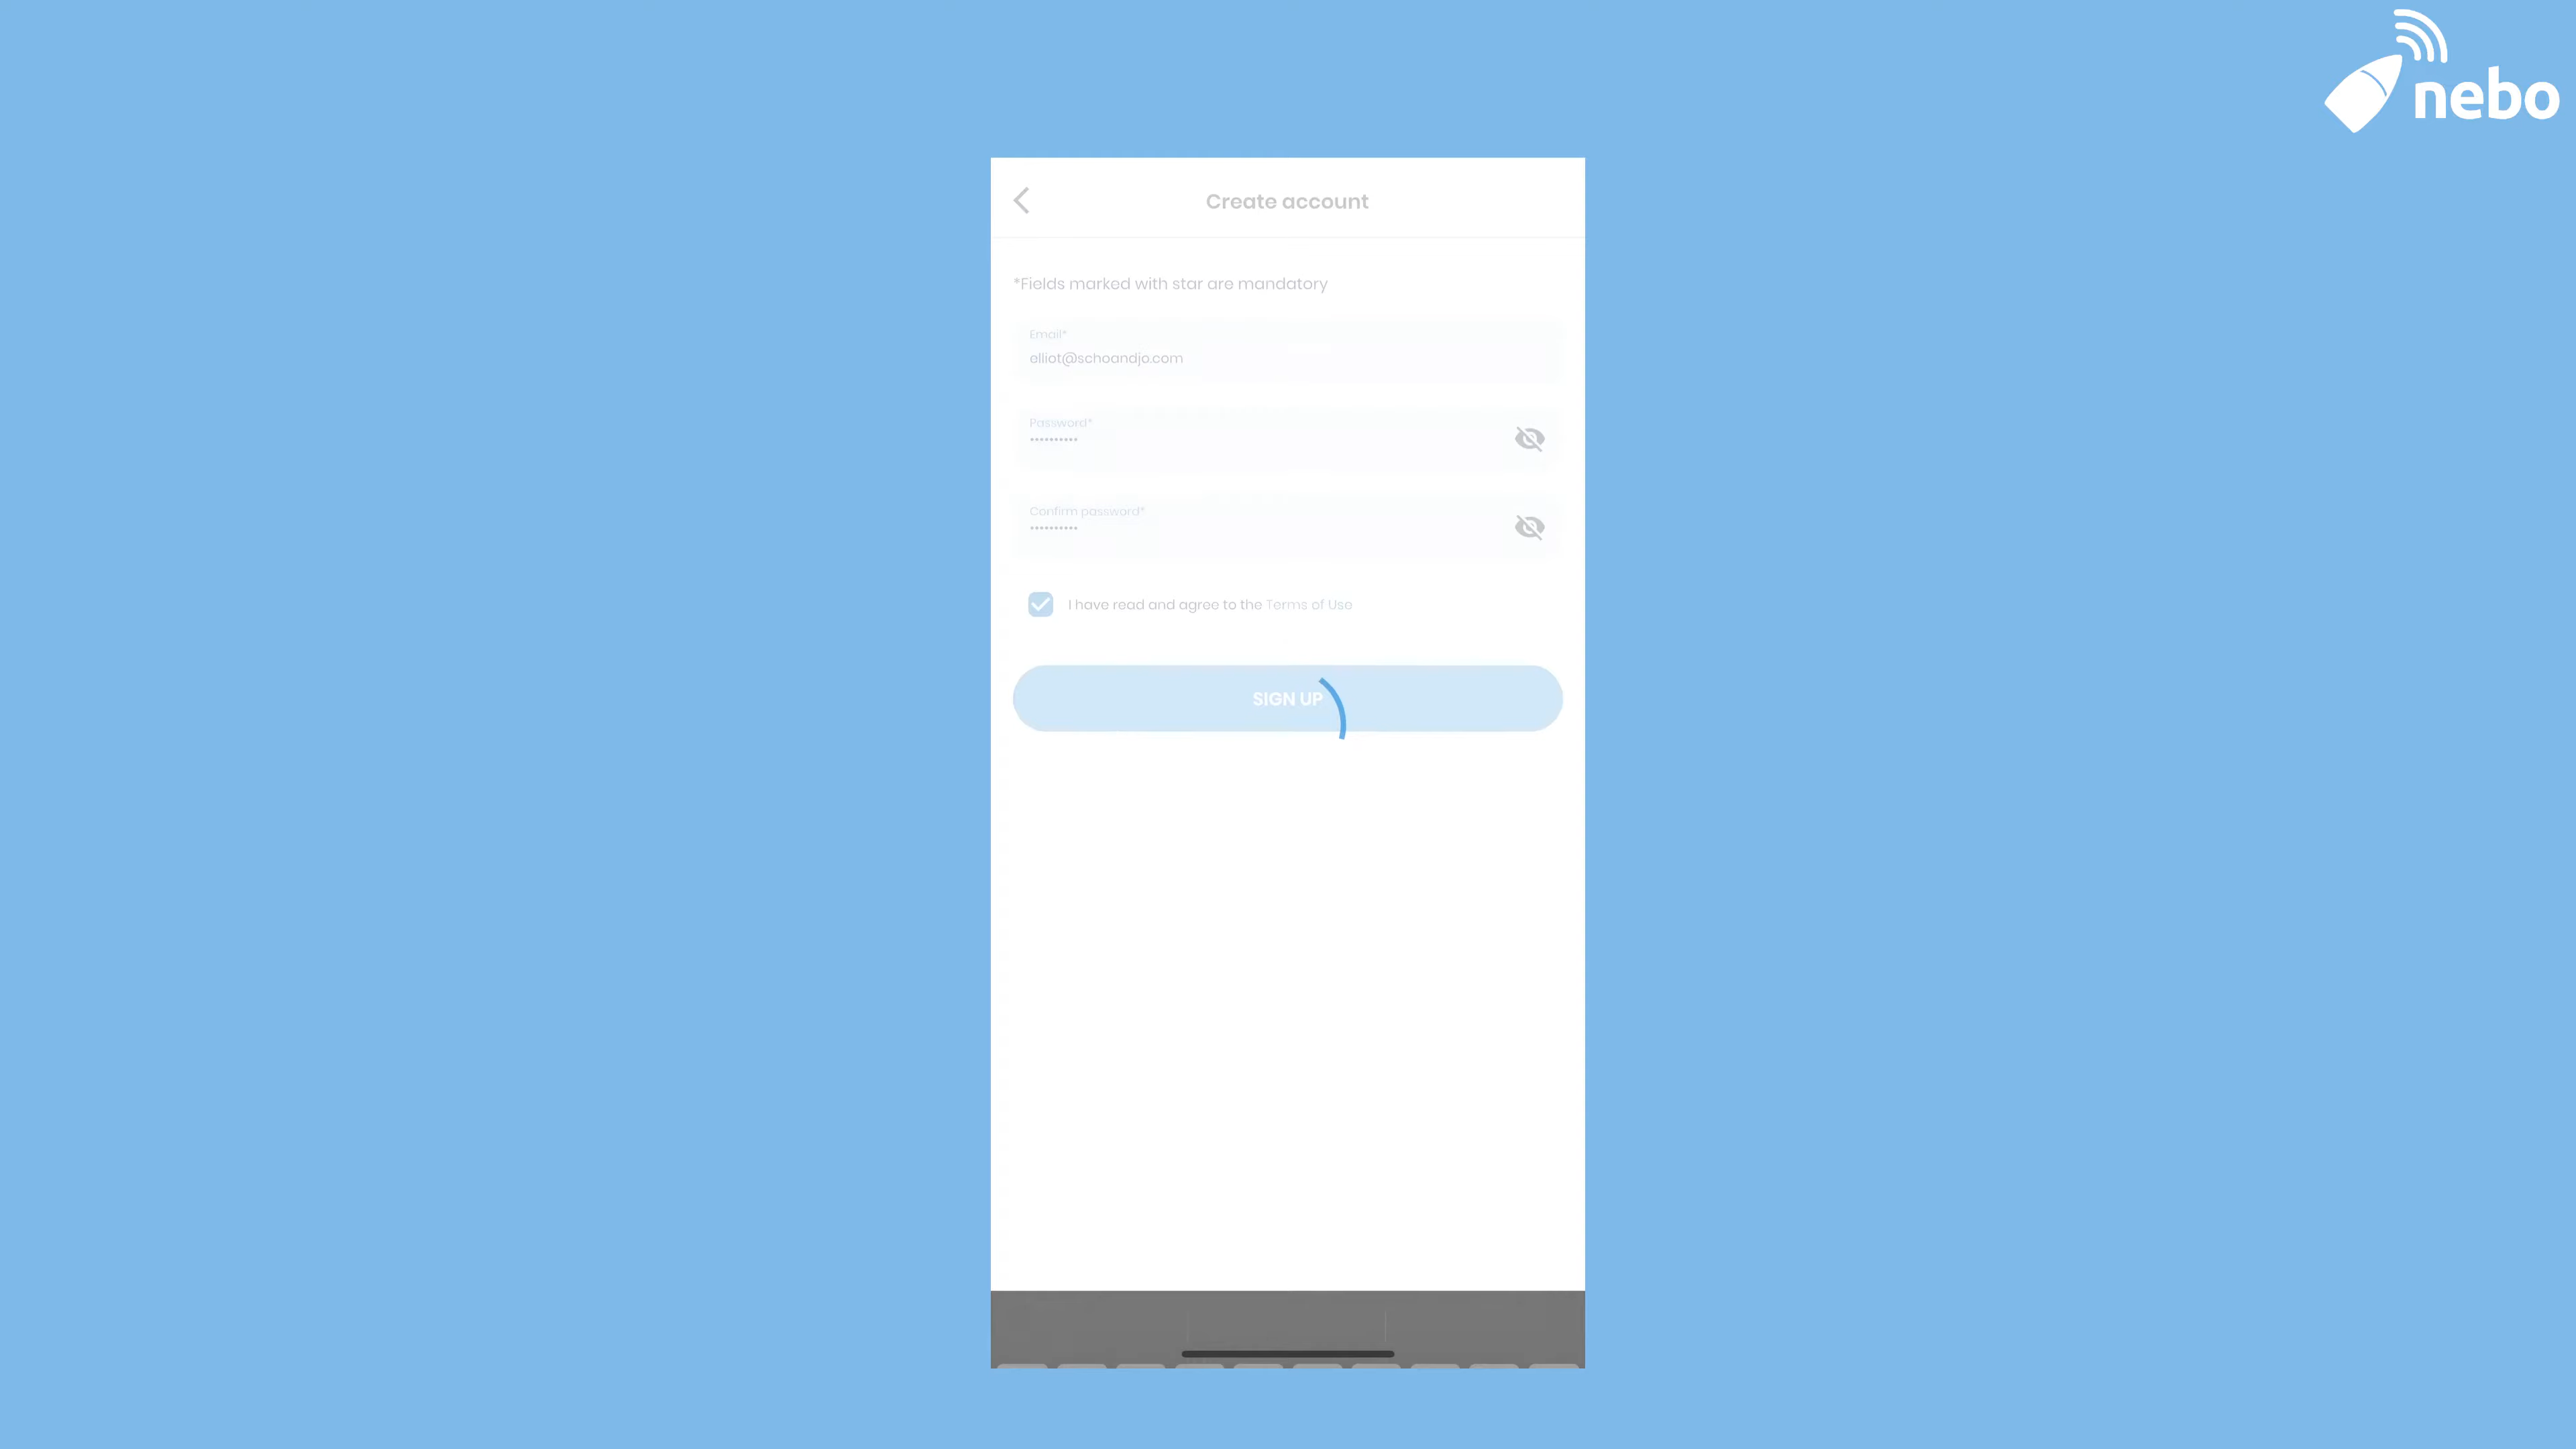 nebo
Create account
*Fields marked with star are mandatory
Email*
elliot@schoandjo.com
Password*
••••••••••
Confirm password*
••••••••••
I have read and agree to the Terms of Use
SIGN UP